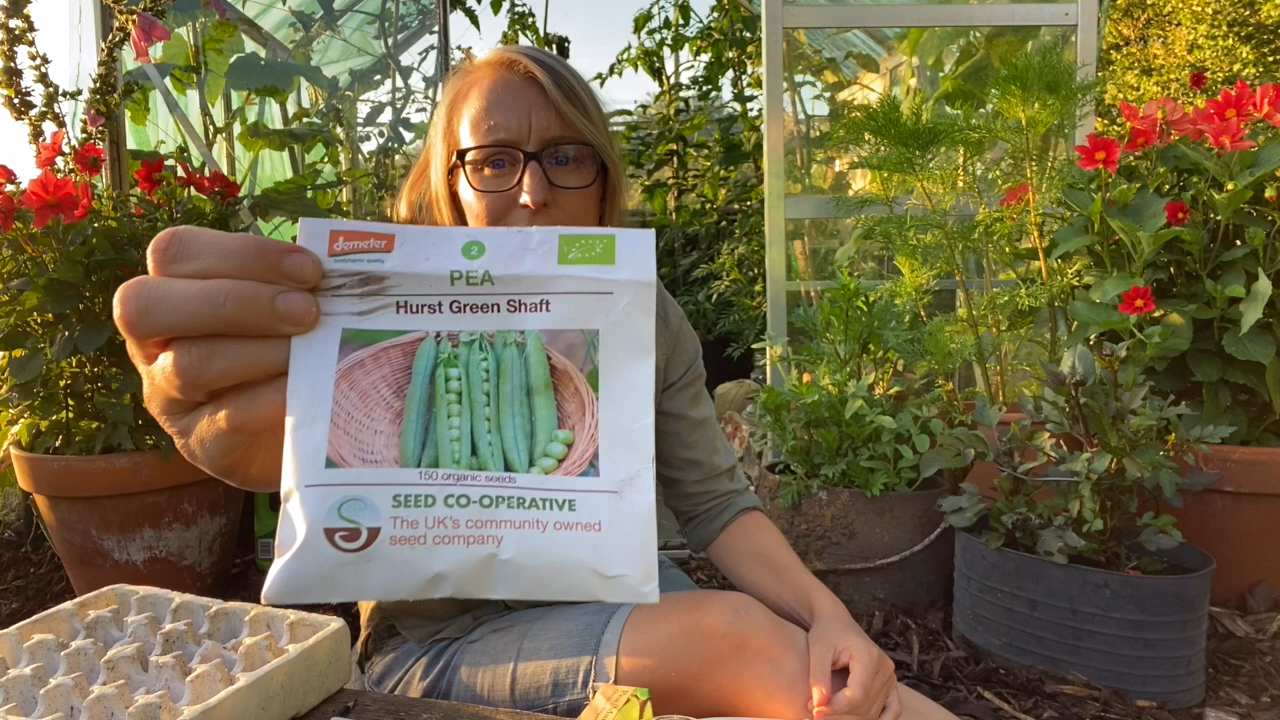 demeter
biodynamic quality
2
PEA
Hurst Green Shaft
150 organic seeds
SEED CO-OPERATIVE
The UK's community owned
seed company